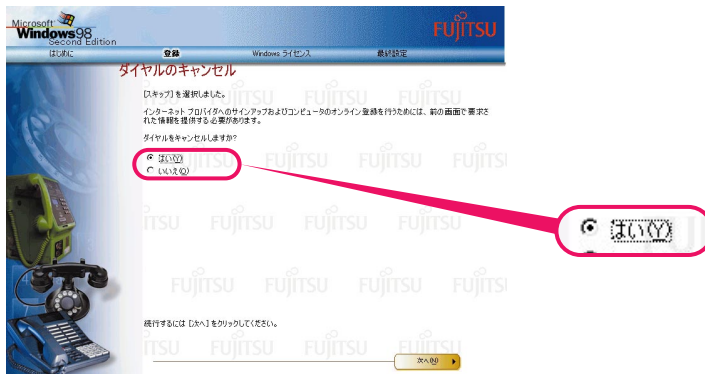 Microsoft
Windows98
Second Edition
FUJITSU
はじめに 登録 Windows ライセンス 最終設定
ダイヤルのキャンセル
[スキップ] を選択しました。
インターネット プロバイダへのサインアップおよびコンピュータのオンライン登録を行うためには、前の画面で要求さ
れた情報を提供する必要があります。
ダイヤルをキャンセルしますか?
はい(Y)
いいえ(O)
はい(Y)
続行するには [次へ] をクリックしてください。
次へ(N)